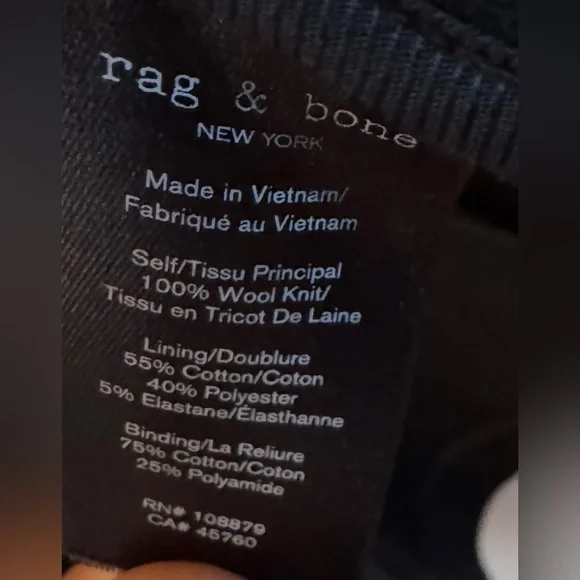 rag & bone
NEW YORK
Made in Vietnam/
Fabriqué au Vietnam
Self/Tissu Principal
100% Wool Knit/
Tissu en Tricot De Laine
Lining/Doublure
55% Cotton/Coton
40% Polyester
5% Elastane/Élasthanne
Binding/La Reliure
75% Cotton/Coton
25% Polyamide
RN# 108879
CA# 45760